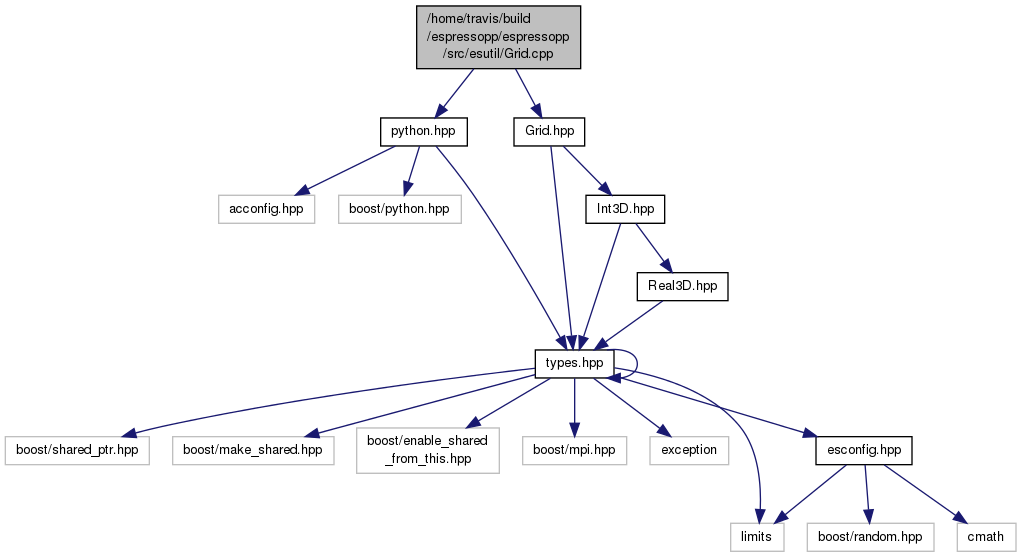 /home/travis/build
/espressopp/espressopp
/src/esutil/Grid.cpp
python.hpp
Grid.hpp
acconfig.hpp
boost/python.hpp
Int3D.hpp
Real3D.hpp
types.hpp
boost/shared_ptr.hpp
boost/make_shared.hpp
boost/enable_shared
_from_this.hpp
boost/mpi.hpp
exception
esconfig.hpp
limits
boost/random.hpp
cmath